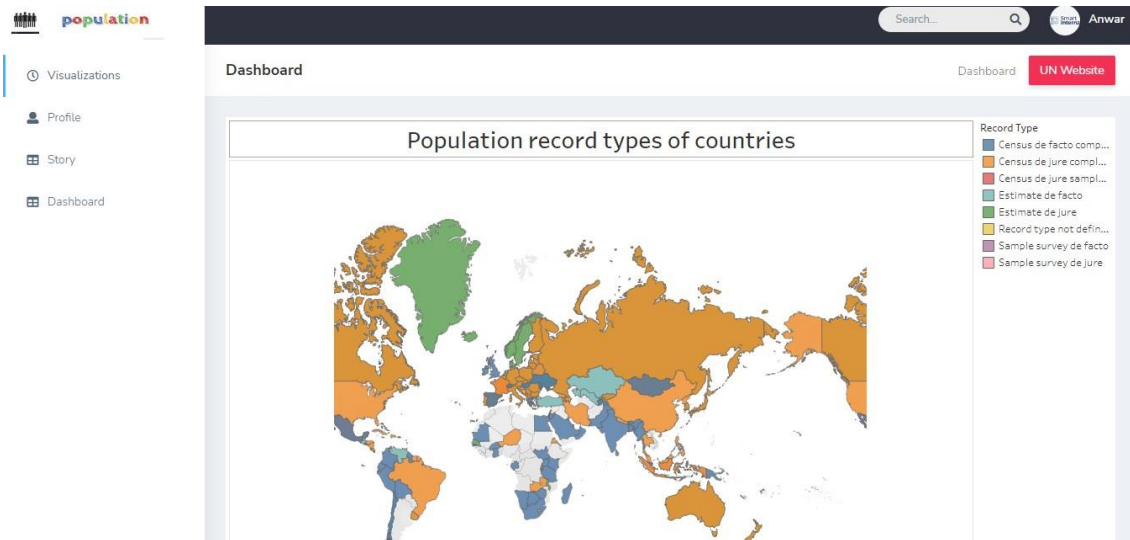 population
Search...
Smart
Anwar
Visualizations
Dashboard
Dashboard
UN Website
Profile
Story
Dashboard
Population record types of countries
Record Type
Census de facto comp...
Census de jure compl...
Census de jure sampl...
Estimate de facto
Estimate de jure
Record type not defin...
Sample survey de facto
Sample survey de jure